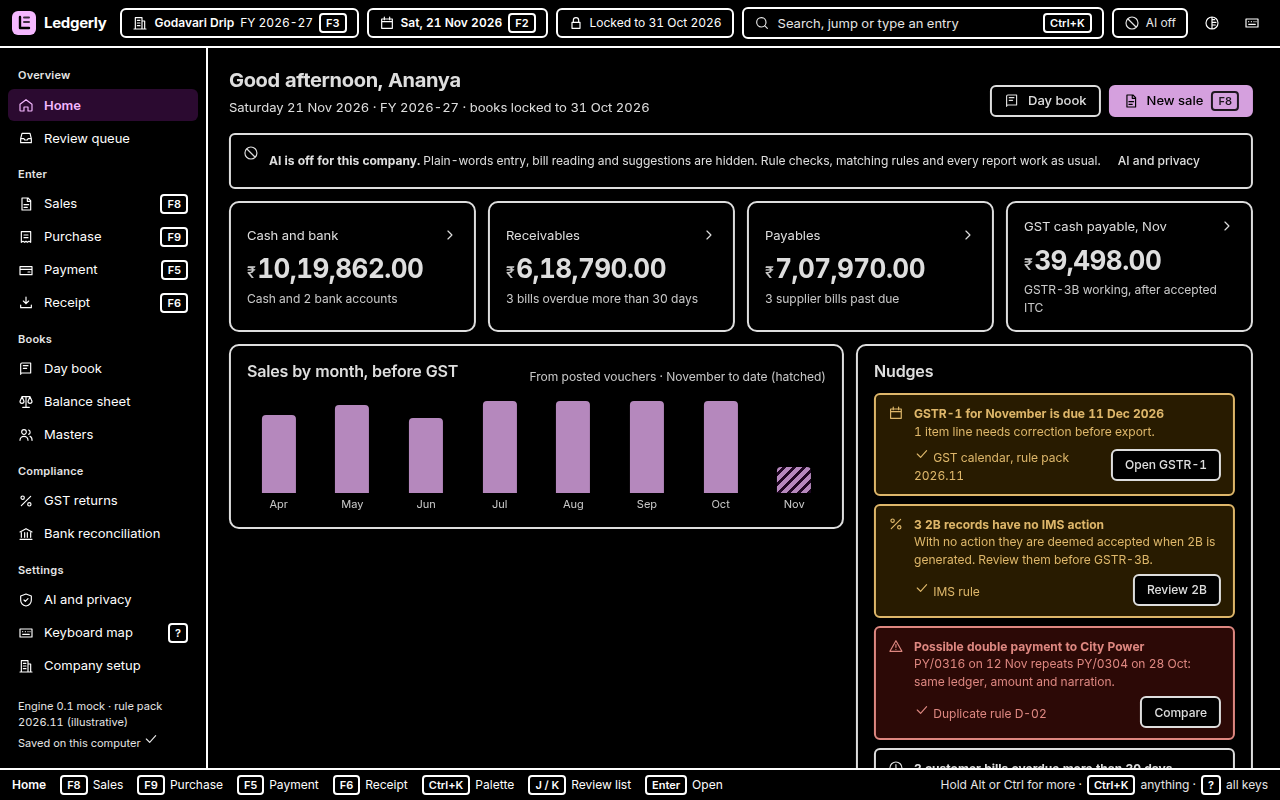 Ledgerly
Godavari Drip FY 2026-27 F3
Sat, 21 Nov 2026 F2
Locked to 31 Oct 2026
Search, jump or type an entry Ctrl+K
AI off
Overview
Home
Review queue
Enter
Sales F8
Purchase F9
Payment F5
Receipt F6
Books
Day book
Balance sheet
Masters
Compliance
GST returns
Bank reconciliation
Settings
AI and privacy
Keyboard map ?
Company setup
Engine 0.1 mock · rule pack
2026.11 (illustrative)
Saved on this computer
Good afternoon, Ananya
Saturday 21 Nov 2026 · FY 2026-27 · books locked to 31 Oct 2026
Day book
New sale F8
AI is off for this company. Plain-words entry, bill reading and suggestions are hidden. Rule checks, matching rules and every report work as usual. AI and privacy
Cash and bank
₹10,19,862.00
Cash and 2 bank accounts
Receivables
₹6,18,790.00
3 bills overdue more than 30 days
Payables
₹7,07,970.00
3 supplier bills past due
GST cash payable, Nov
₹39,498.00
GSTR-3B working, after accepted
ITC
Sales by month, before GST
From posted vouchers · November to date (hatched)
Apr May Jun Jul Aug Sep Oct Nov
Nudges
GSTR-1 for November is due 11 Dec 2026
1 item line needs correction before export.
GST calendar, rule pack
2026.11
Open GSTR-1
3 2B records have no IMS action
With no action they are deemed accepted when 2B is
generated. Review them before GSTR-3B.
IMS rule
Review 2B
Possible double payment to City Power
PY/0316 on 12 Nov repeats PY/0304 on 28 Oct:
same ledger, amount and narration.
Duplicate rule D-02
Compare
3 customer bills overdue more than 30 days
Home F8 Sales F9 Purchase F5 Payment F6 Receipt Ctrl+K Palette J / K Review list Enter Open
Hold Alt or Ctrl for more · Ctrl+K anything · ? all keys